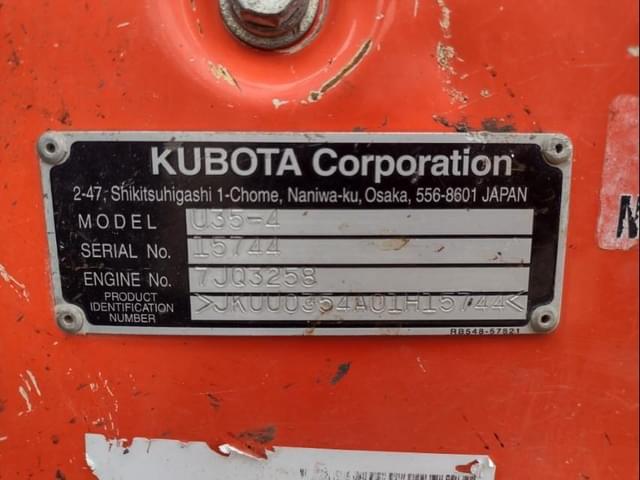 KUBOTA Corporation
2-47, Shikitsuhigashi 1-Chome, Naniwa-ku, Osaka, 556-8601 JAPAN
MODEL U35-4
SERIAL No. 15744
ENGINE No. 7JQ3258
PRODUCT IDENTIFICATION NUMBER >JKUU0354A01H15744<
RB548-57821